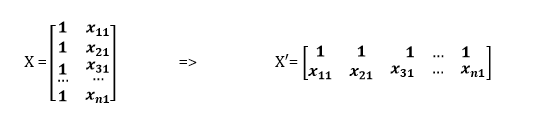 X = [1 x₁₁
1 x₂₁
1 x₃₁
... ...
1 xₙ₁] => X′= [1 1 1 ... 1
x₁₁ x₂₁ x₃₁ ... xₙ₁]